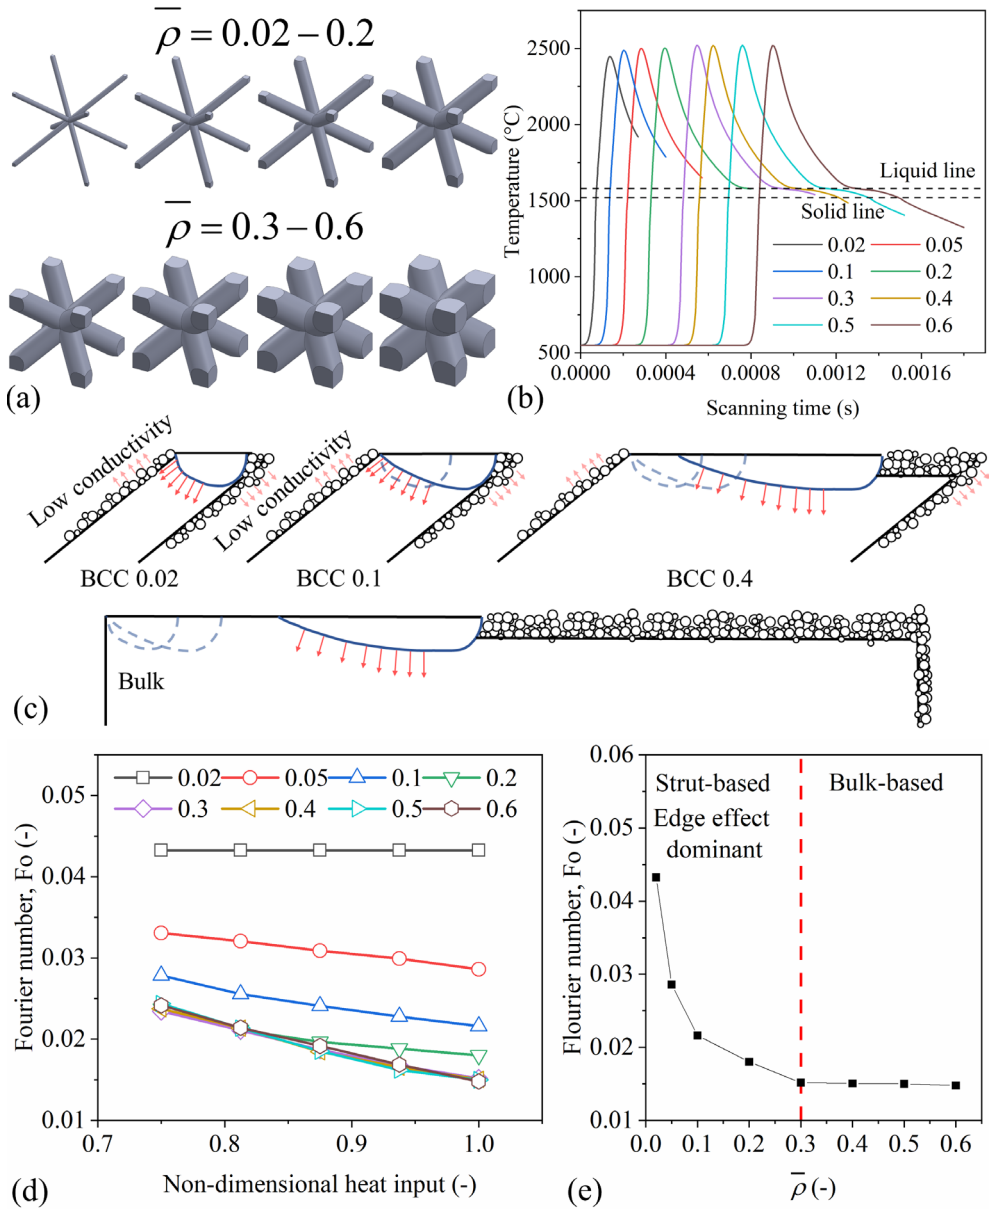 ρ̅ = 0.02 – 0.2
ρ̅ = 0.3 – 0.6
(a)
2500
2000
1500
1000
500
Temperature (°C)
Liquid line
Solid line
0.02
0.05
0.1
0.2
0.3
0.4
0.5
0.6
0.0000
0.0004
0.0008
0.0012
0.0016
Scanning time (s)
(b)
Low conductivity
BCC 0.02
Low conductivity
BCC 0.1
BCC 0.4
Bulk
(c)
0.05
0.04
0.03
0.02
0.01
Fourier number, Fo (-)
0.02
0.05
0.1
0.2
0.3
0.4
0.5
0.6
0.7
0.8
0.9
1.0
Non-dimensional heat input (-)
(d)
0.06
0.05
0.04
0.03
0.02
0.01
Flourier number, Fo (-)
Strut-based
Edge effect
dominant
Bulk-based
0.0
0.1
0.2
0.3
0.4
0.5
0.6
ρ̅ (-)
(e)